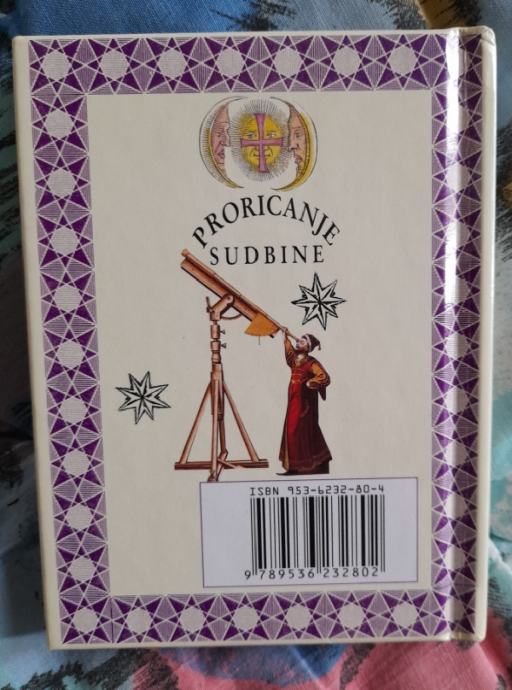 PRORICANJE
SUDBINE
ISBN 953-6232-80-4
9 789536 232802